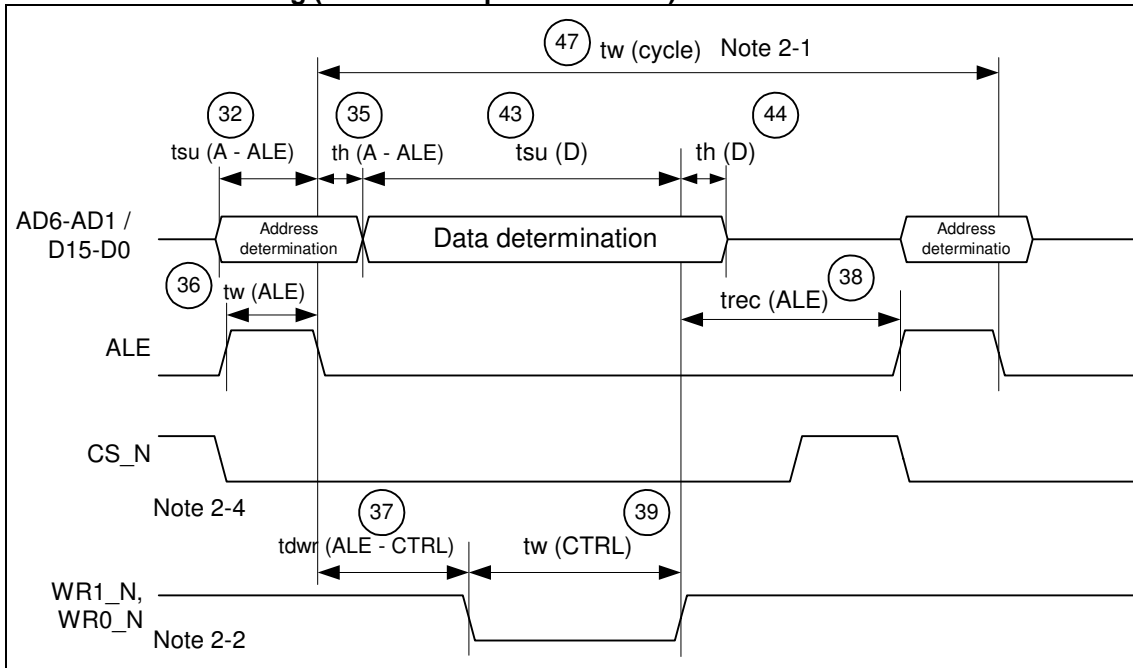 47 tw (cycle) Note 2-1
32 35 43 44
tsu (A - ALE) th (A - ALE) tsu (D) th (D)
AD6-AD1 /
D15-D0
Address
determination
Data determination
Address
determinatio
36 tw (ALE)
trec (ALE) 38
ALE
CS_N
Note 2-4
37 39
tdwr (ALE - CTRL) tw (CTRL)
WR1_N,
WR0_N
Note 2-2